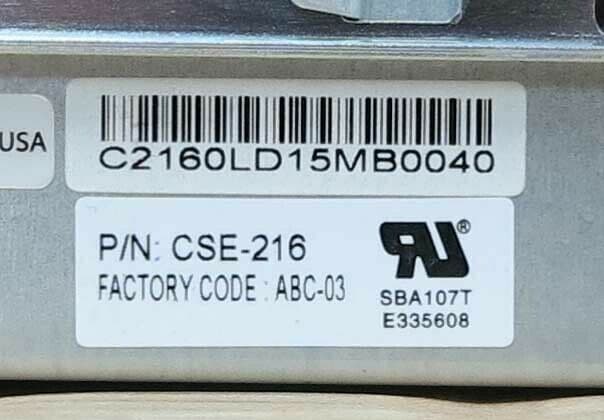 USA
C2160LD15MB0040
P/N: CSE-216
FACTORY CODE : ABC-03
®
SBA107T
E335608